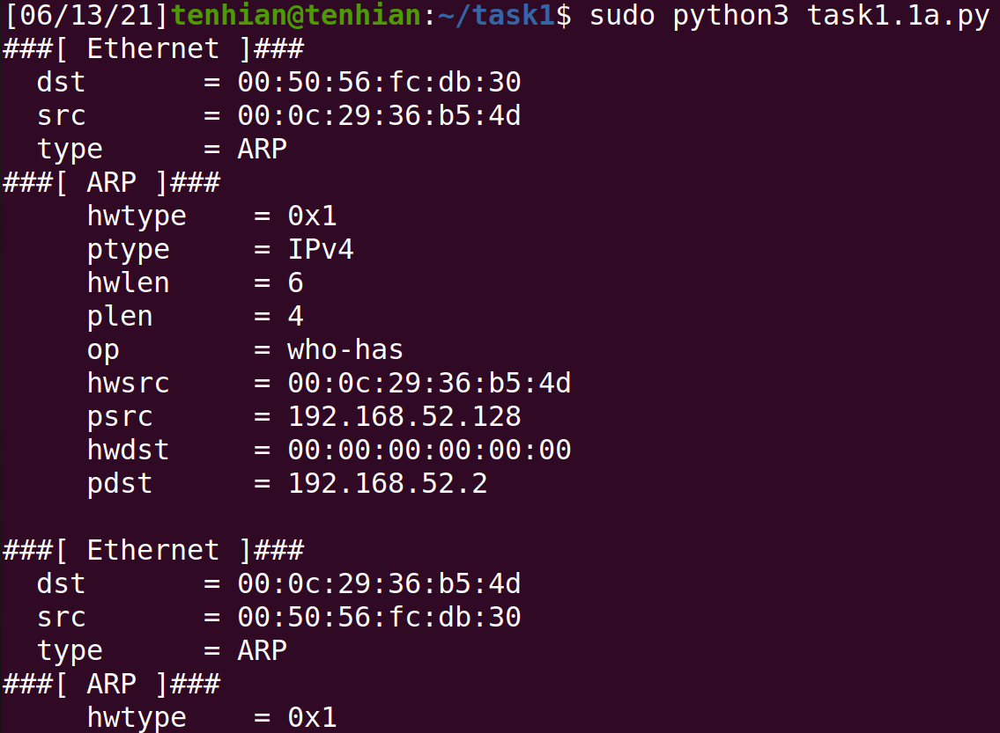 [06/13/21]tenhian@tenhian:~/task1$ sudo python3 task1.1a.py
###[ Ethernet ]###
  dst       = 00:50:56:fc:db:30
  src       = 00:0c:29:36:b5:4d
  type      = ARP
###[ ARP ]###
     hwtype    = 0x1
     ptype     = IPv4
     hwlen     = 6
     plen      = 4
     op        = who-has
     hwsrc     = 00:0c:29:36:b5:4d
     psrc      = 192.168.52.128
     hwdst     = 00:00:00:00:00:00
     pdst      = 192.168.52.2

###[ Ethernet ]###
  dst       = 00:0c:29:36:b5:4d
  src       = 00:50:56:fc:db:30
  type      = ARP
###[ ARP ]###
     hwtype    = 0x1